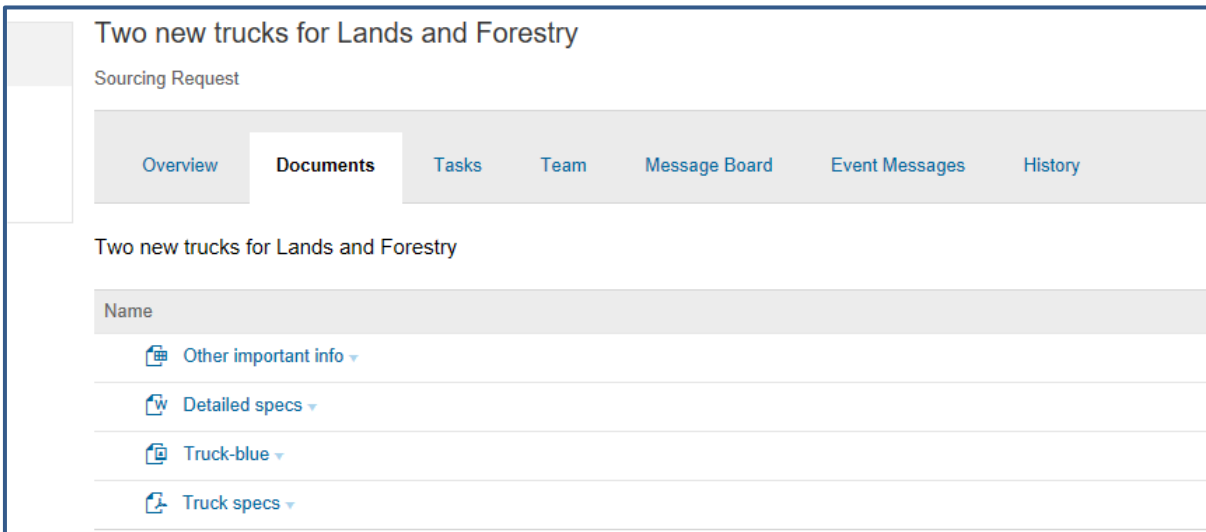 Two new trucks for Lands and Forestry
Sourcing Request
Overview Documents Tasks Team Message Board Event Messages History
Two new trucks for Lands and Forestry
Name
Other important info
Detailed specs
Truck-blue
Truck specs